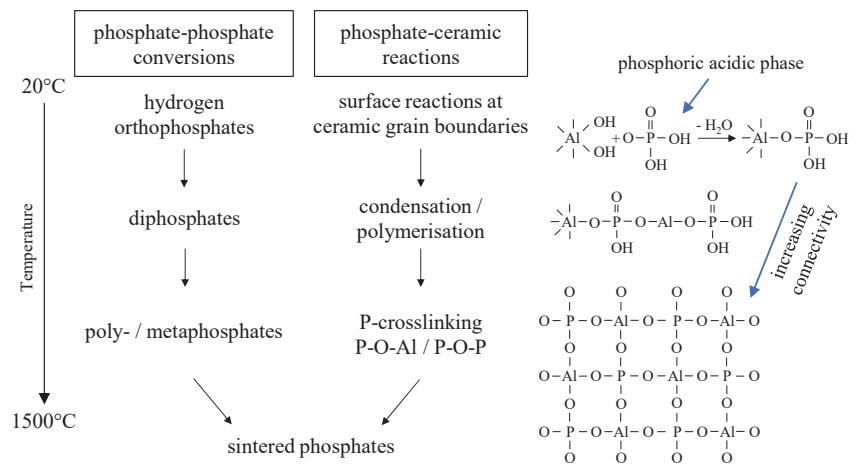 phosphate-phosphate
conversions
phosphate-ceramic
reactions
20°C
Temperature
1500°C
hydrogen
orthophosphates
diphosphates
poly- / metaphosphates
surface reactions at
ceramic grain boundaries
condensation /
polymerisation
P-crosslinking
P-O-Al / P-O-P
sintered phosphates
phosphoric acidic phase
OH O O
Al + O – P – OH - H₂O – Al – O – P – OH
OH OH OH
O O
– Al – O – P – O – Al – O – P – OH
OH OH
increasing
connectivity
O O O O
O – P – O – Al – O – P – O – Al – O
O O O O
O – Al – O – P – O – Al – O – P – O
O O O O
O – P – O – Al – O – P – O – Al – O
O O O O